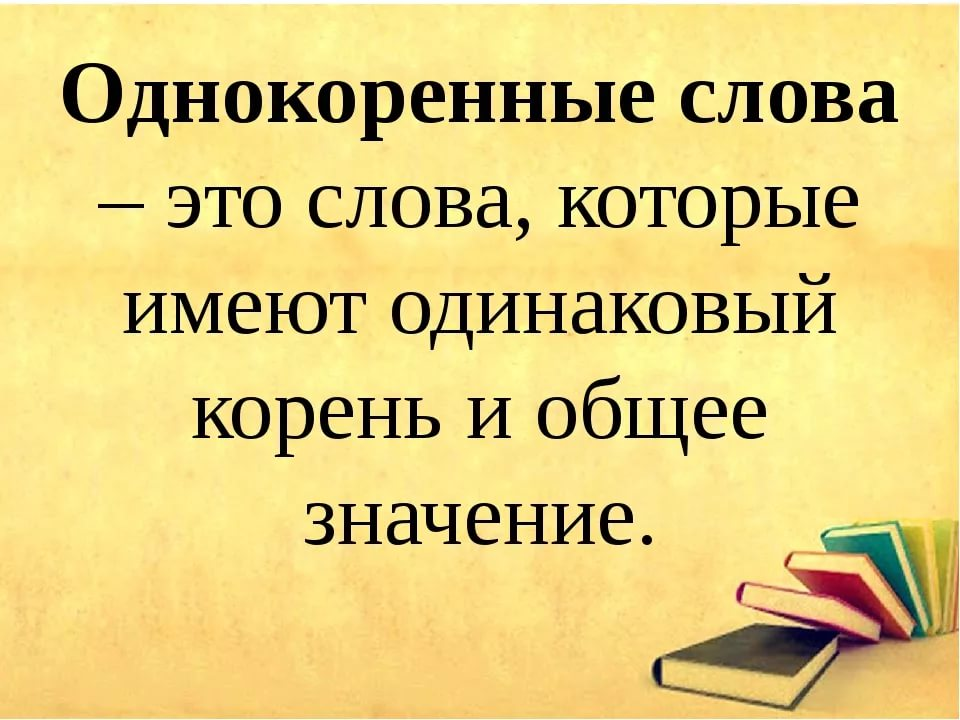 Однокоренные слова
– это слова, которые
имеют одинаковый
корень и общее
значение.